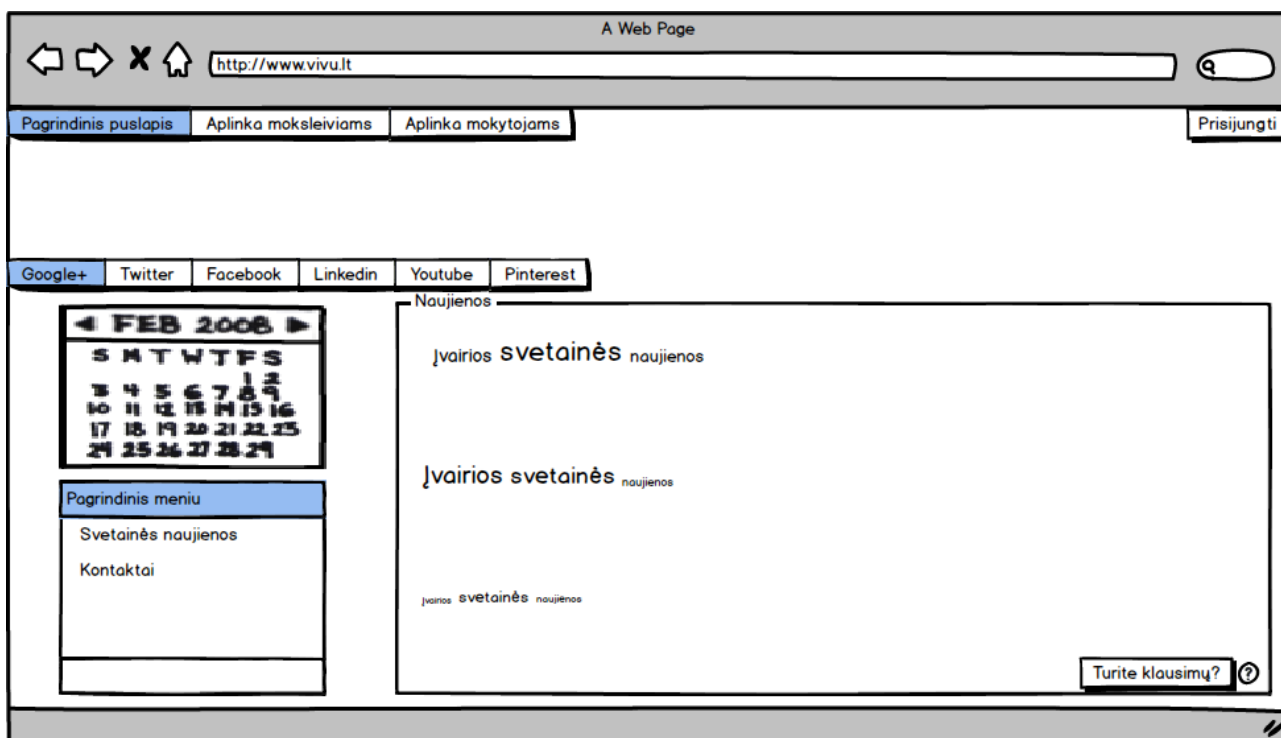 A Web Page
http://www.vivu.lt
Pagrindinis puslapis Aplinka moksleiviams Aplinka mokytojams Prisijungti
Google+ Twitter Facebook Linkedin Youtube Pinterest
FEB 2008
S M T W T F S
1 2
3 4 5 6 7 8 9
10 11 12 13 14 15 16
17 18 19 20 21 22 23
24 25 26 27 28 29
Pagrindinis meniu
Svetainės naujienos
Kontaktai
Naujienos
Įvairios svetainės naujienos
Įvairios svetainės naujienos
Įvairios svetainės naujienos
Turite klausimų? ?